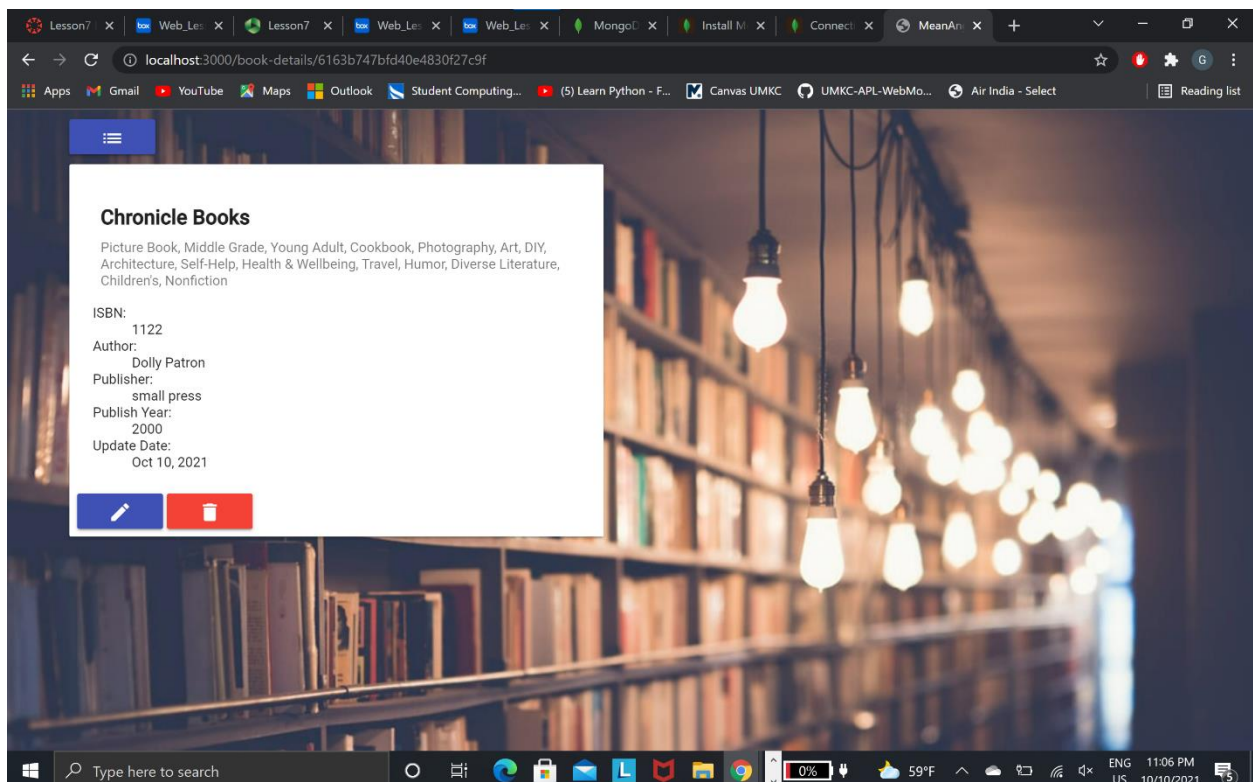 Lesson7
Web_Les
Lesson7
Web_Les
Web_Les
MongoD
Install M
Connect
MeanAn
localhost:3000/book-details/6163b747bfd40e4830f27c9f
G
Apps
Gmail
YouTube
Maps
Outlook
Student Computing...
(5) Learn Python - F...
Canvas UMKC
UMKC-APL-WebMo...
Air India - Select
Reading list
Chronicle Books
Picture Book, Middle Grade, Young Adult, Cookbook, Photography, Art, DIY,
Architecture, Self-Help, Health & Wellbeing, Travel, Humor, Diverse Literature,
Children's, Nonfiction
ISBN:
1122
Author:
Dolly Patron
Publisher:
small press
Publish Year:
2000
Update Date:
Oct 10, 2021
Type here to search
L
0%
59°F
ENG
US
11:06 PM
10/10/2021
5